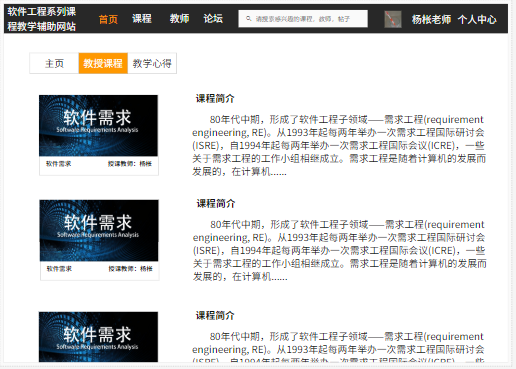 软件工程系列课
程教学辅助网站
首页 课程 教师 论坛
请搜索感兴趣的课程，教师，帖子
杨枨老师 个人中心
主页 教授课程 教学心得
软件需求
Software Requirements Analysis
软件需求 授课教师：杨枨
课程简介
80年代中期，形成了软件工程子领域——需求工程(requirement
engineering, RE)。从1993年起每两年举办一次需求工程国际研讨会
(ISRE)，自1994年起每两年举办一次需求工程国际会议(ICRE)，一些
关于需求工程的工作小组相继成立。需求工程是随着计算机的发展而
发展的，在计算机......
软件需求
Software Requirements Analysis
软件需求 授课教师：杨枨
课程简介
80年代中期，形成了软件工程子领域——需求工程(requirement
engineering, RE)。从1993年起每两年举办一次需求工程国际研讨会
(ISRE)，自1994年起每两年举办一次需求工程国际会议(ICRE)，一些
关于需求工程的工作小组相继成立。需求工程是随着计算机的发展而
发展的，在计算机......
软件需求
Software Requirements Analysis
课程简介
80年代中期，形成了软件工程子领域——需求工程(requirement
engineering, RE)。从1993年起每两年举办一次需求工程国际研讨会
(ISRE)，自1994年起每两年举办一次需求工程国际会议(ICRE)，一些